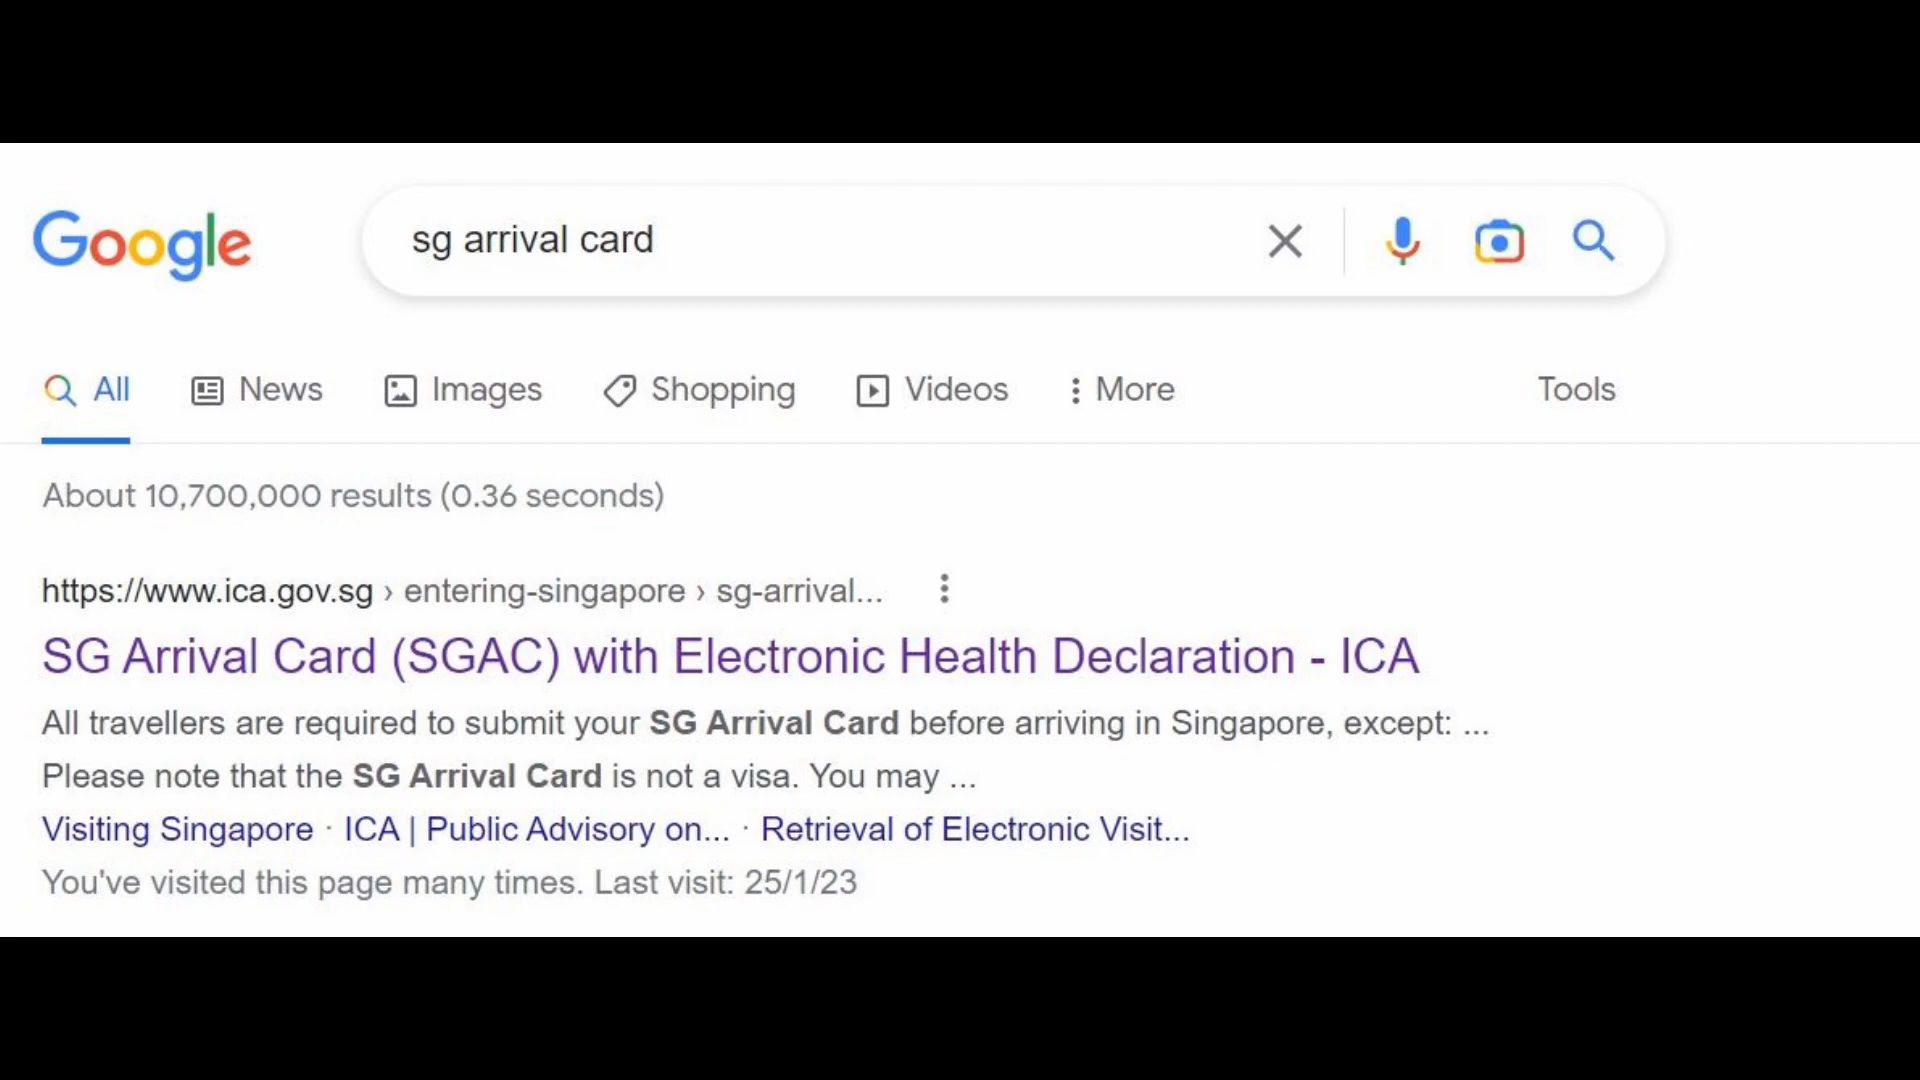 Google
sg arrival card
All News Images Shopping Videos More Tools
About 10,700,000 results (0.36 seconds)
https://www.ica.gov.sg › entering-singapore › sg-arrival...
SG Arrival Card (SGAC) with Electronic Health Declaration - ICA
All travellers are required to submit your SG Arrival Card before arriving in Singapore, except: ...
Please note that the SG Arrival Card is not a visa. You may ...
Visiting Singapore · ICA | Public Advisory on... · Retrieval of Electronic Visit...
You've visited this page many times. Last visit: 25/1/23